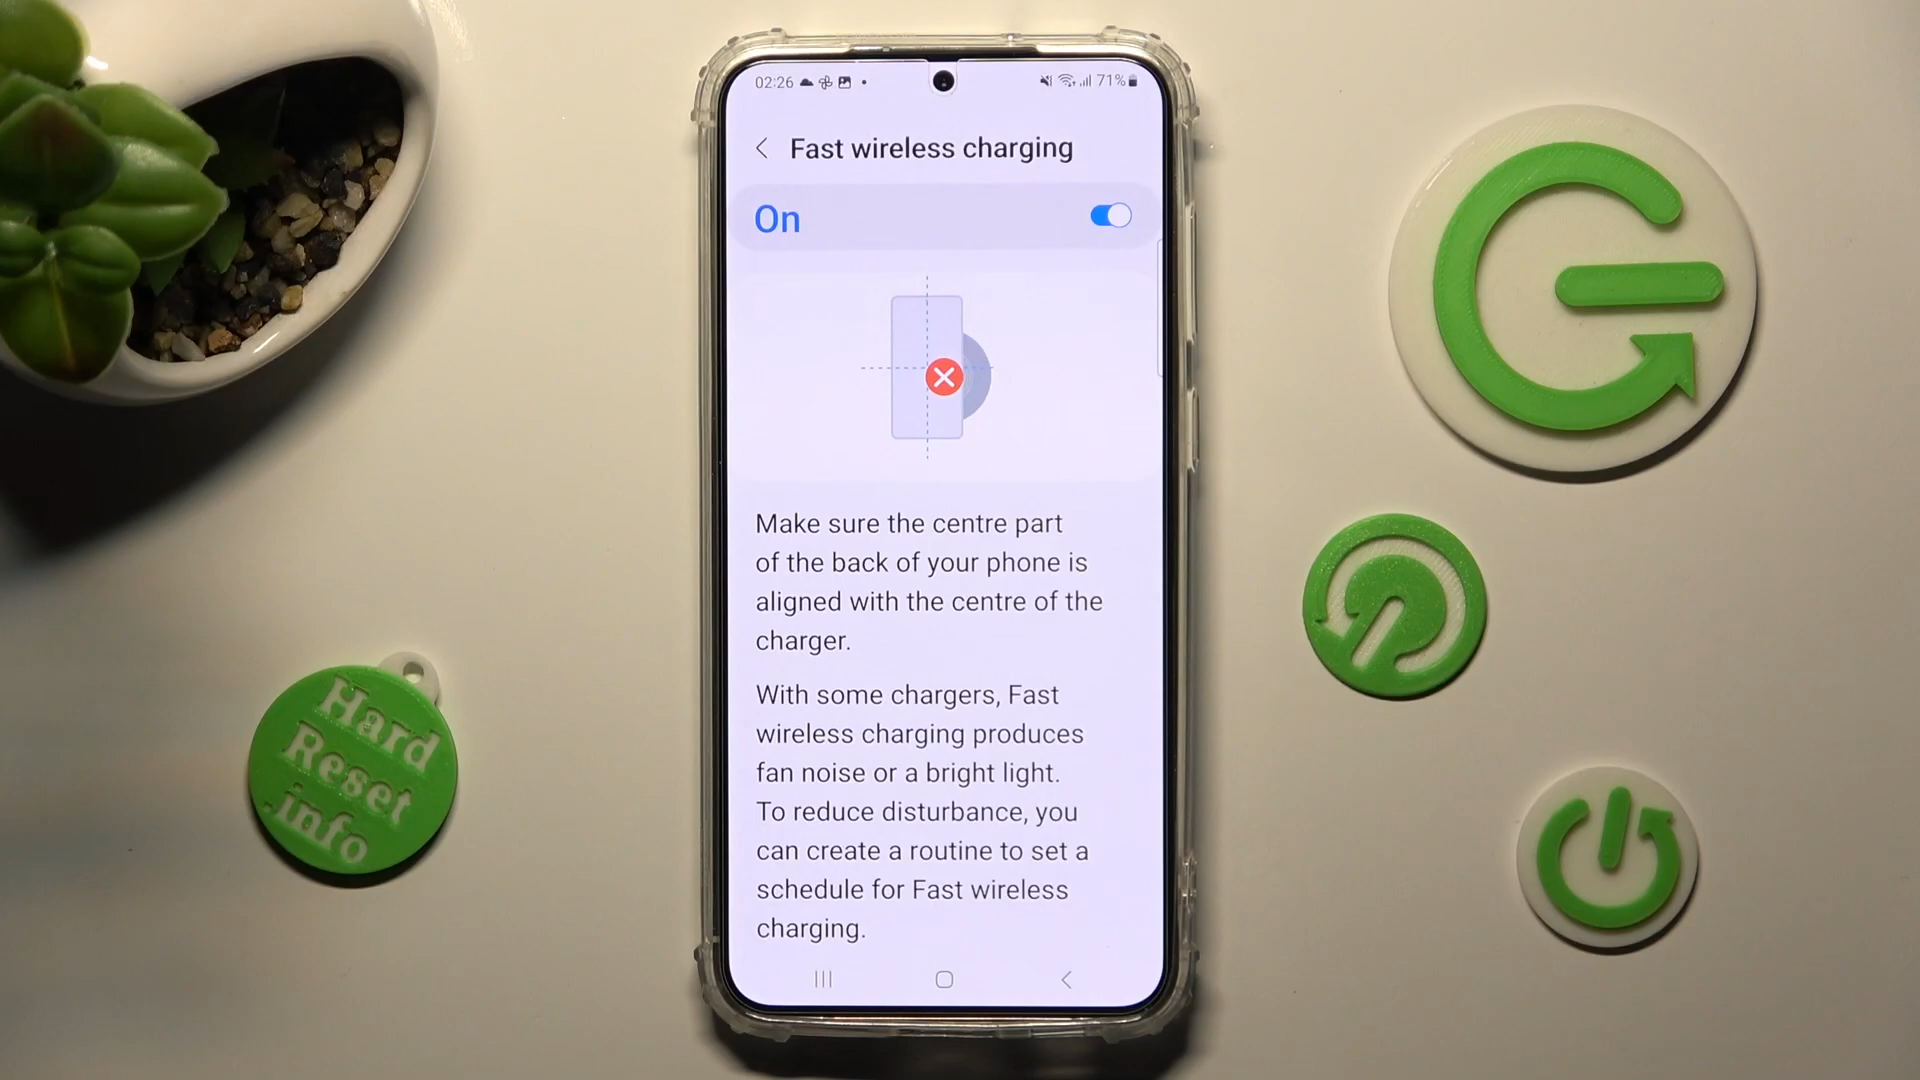 02:26
71%
Fast wireless charging
On
Make sure the centre part
of the back of your phone is
aligned with the centre of the
charger.
With some chargers, Fast
wireless charging produces
fan noise or a bright light.
To reduce disturbance, you
can create a routine to set a
schedule for Fast wireless
charging.
Hard
Reset
.info